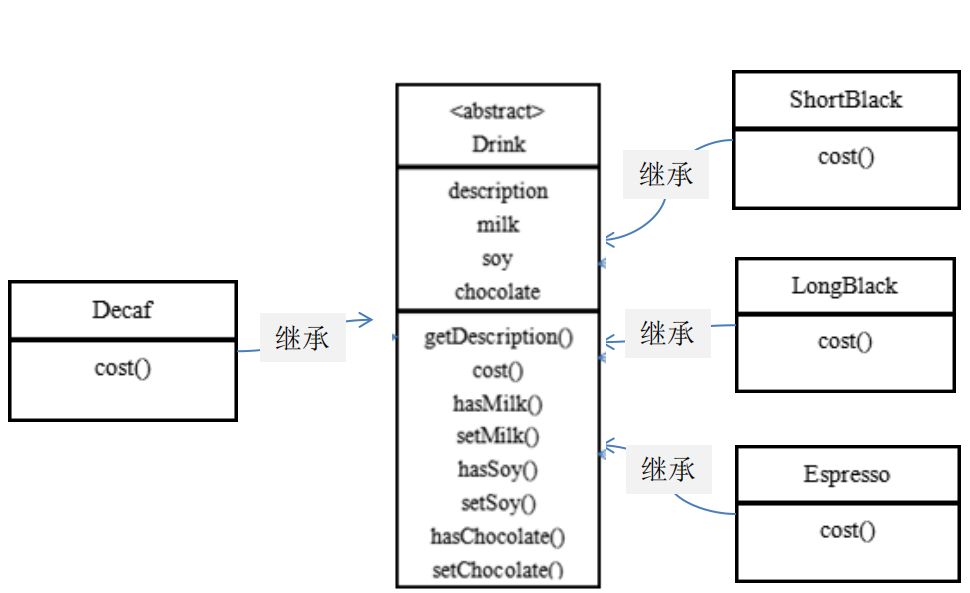 Decaf
cost()
继承
<abstract>
Drink
description
milk
soy
chocolate
getDescription()
cost()
hasMilk()
setMilk()
hasSoy()
setSoy()
hasChocolate()
setChocolate()
继承
ShortBlack
cost()
继承
LongBlack
cost()
继承
Espresso
cost()